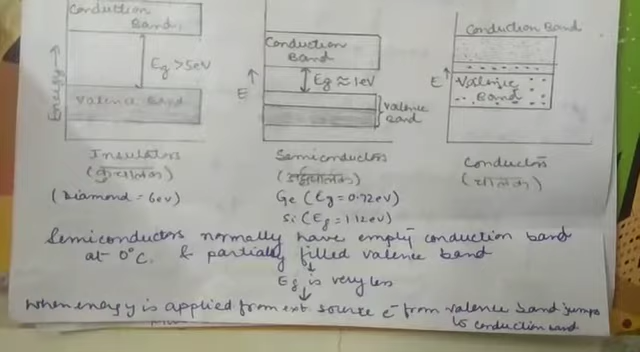 Conduction
Band.
Eg >5eV
Energy→
Valence Band
Insulators
(कुचालक)
(Diamond = 6eV)
Conduction
Band
Eg ≈ 1eV
E →
Valence
Band
Semiconductors
(अर्द्धचालक)
Ge (Eg = 0.72eV)
Si (Eg = 1.12eV)
Conduction Band
E
Valence
Band
Conductors
(चालक)
Semiconductors normally have empty conduction band
at 0°C. & partially filled valence band
↓
Eg is very less
↓
When energy is applied from ext source e⁻ from valence band jumps
to conduction band